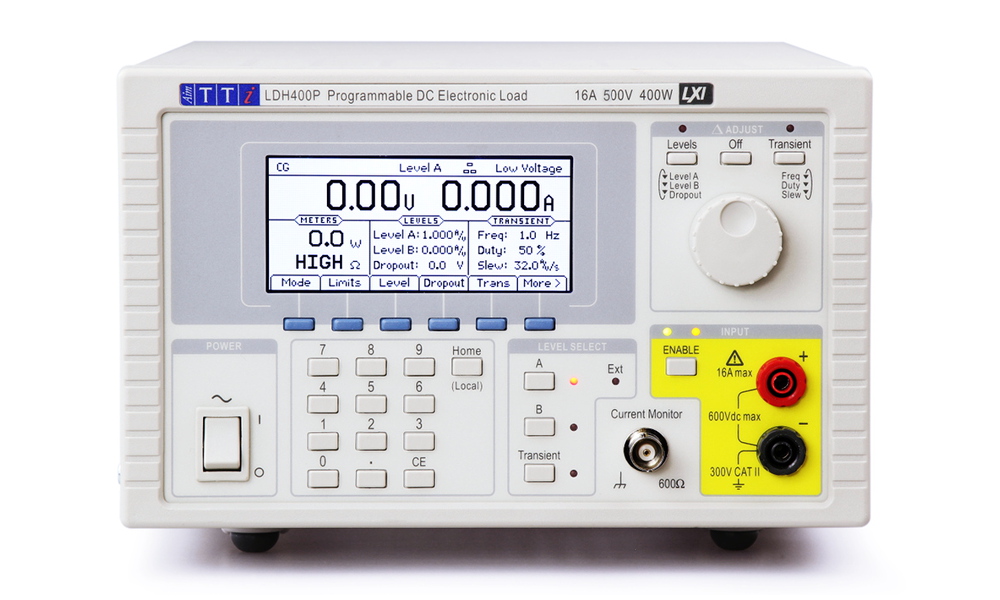 Aim TTi LDH400P Programmable DC Electronic Load 16A 500V 400W LXI
CG Level A Low Voltage
0.00V 0.000A
METERS LEVELS TRANSIENT
0.0 W Level A: 1.000A/V Freq: 1.0 Hz
Level B: 0.000A/V Duty: 50 %
HIGH Ω Dropout: 0.0 V Slew: 32.0A/V/s
Mode Limits Level Dropout Trans More >
Δ ADJUST
Levels Off Transient
Level A Freq
Level B Duty
Dropout Slew
POWER
I
O
7 8 9 Home
(Local)
4 5 6
1 2 3
0 . CE
LEVEL SELECT
A Ext
B
Transient
Current Monitor
600Ω
INPUT
ENABLE
+
16A max
600Vdc max
−
300V CAT II